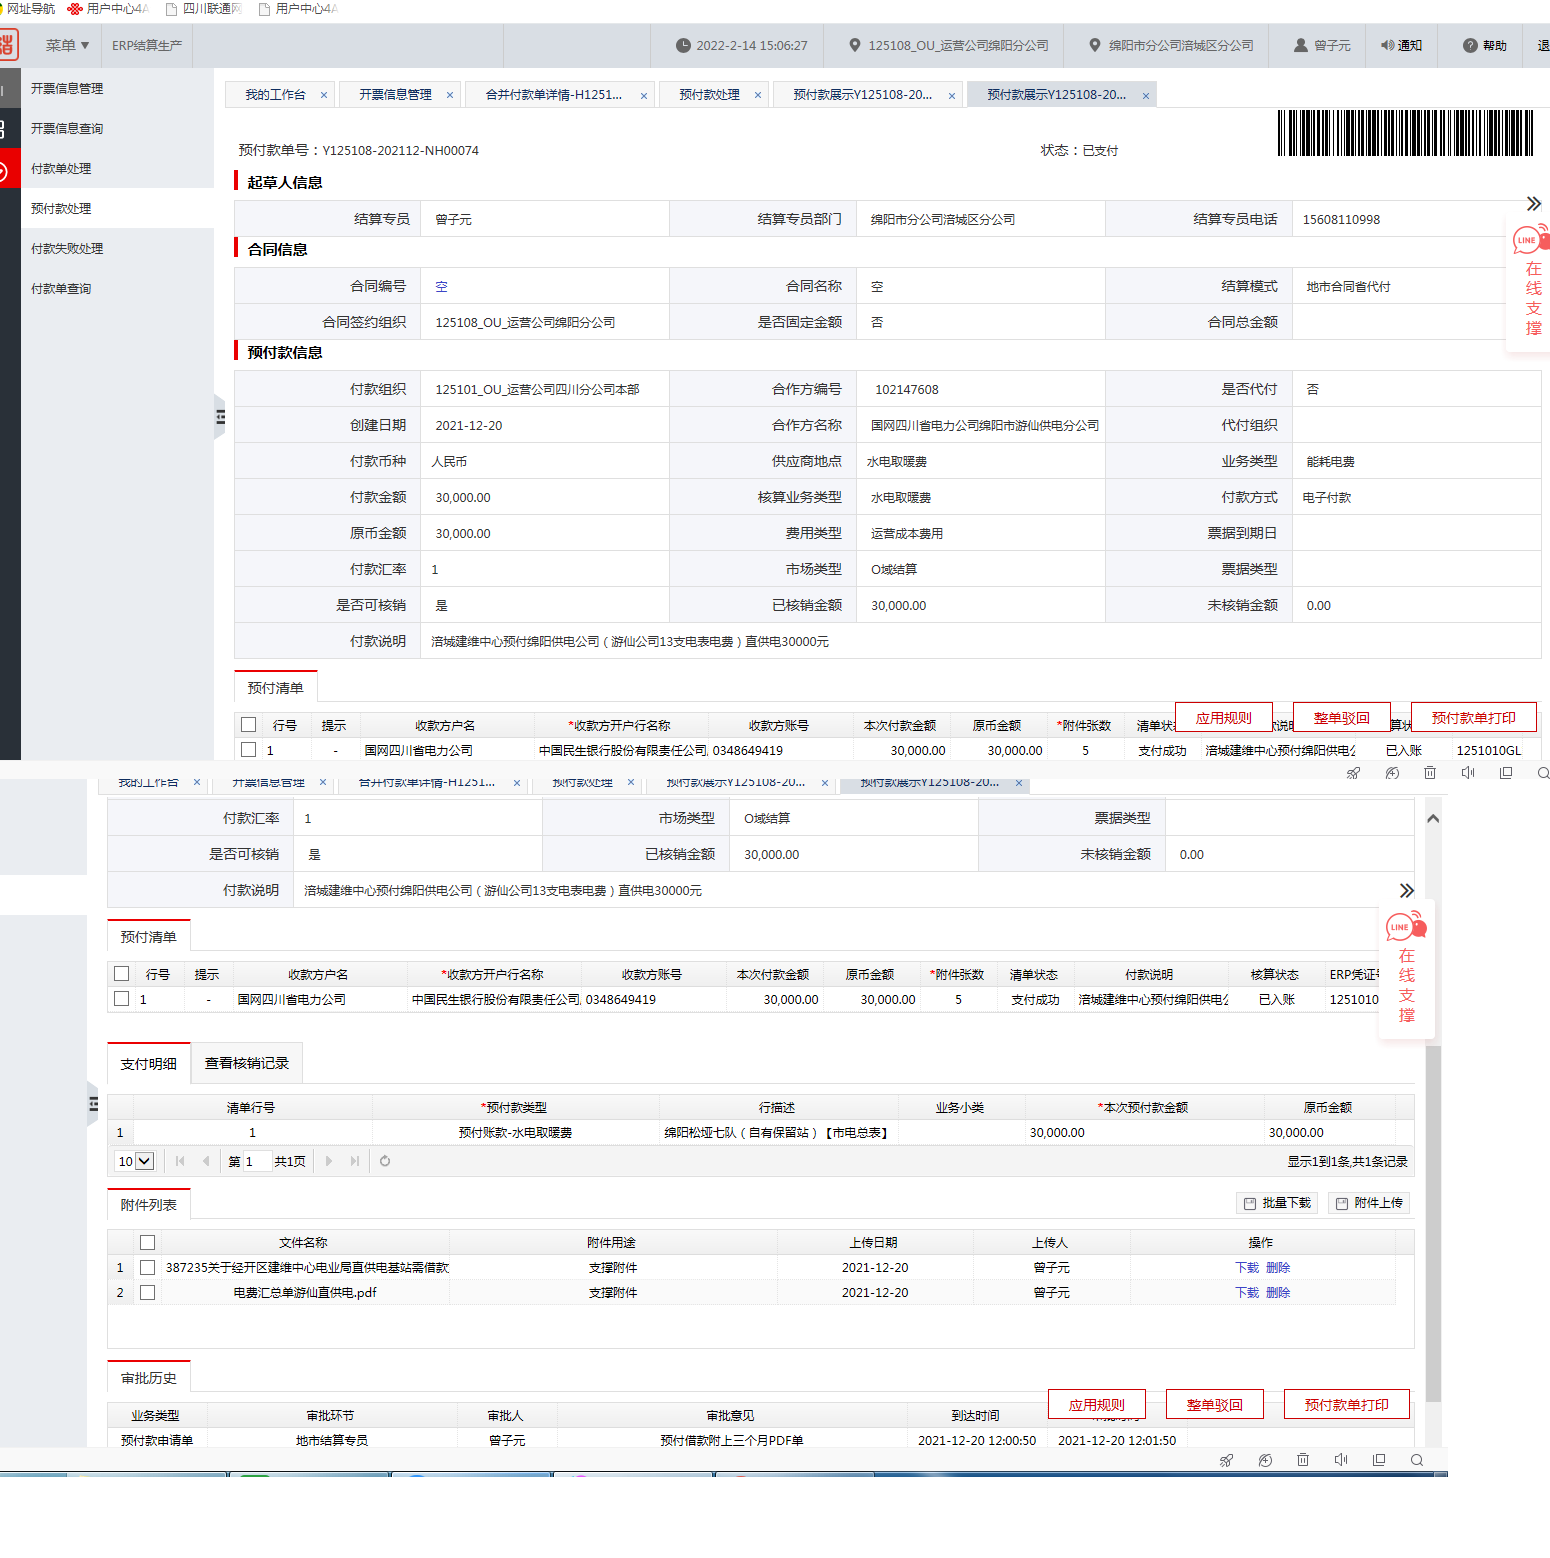 网址导航 用户中心4A 四川联通网 用户中心4A
菜单 ▼ ERP结算生产 2022-2-14 15:06:27 125108_OU_运营公司绵阳分公司 绵阳市分公司涪城区分公司 曾子元 通知 帮助 退
开票信息管理
开票信息查询
付款单处理
预付款处理
付款失败处理
付款单查询
我的工作台 × 开票信息管理 × 合并付款单详情-H1251... × 预付款处理 × 预付款展示Y125108-20... × 预付款展示Y125108-20... ×
预付款单号：Y125108-202112-NH00074 状态：已支付
起草人信息
结算专员 曾子元 结算专员部门 绵阳市分公司涪城区分公司 结算专员电话 15608110998
合同信息
合同编号 空 合同名称 空 结算模式 地市合同省代付
合同签约组织 125108_OU_运营公司绵阳分公司 是否固定金额 否 合同总金额
预付款信息
付款组织 125101_OU_运营公司四川分公司本部 合作方编号 102147608 是否代付 否
创建日期 2021-12-20 合作方名称 国网四川省电力公司绵阳市游仙供电分公司 代付组织
付款币种 人民币 供应商地点 水电取暖费 业务类型 能耗电费
付款金额 30,000.00 核算业务类型 水电取暖费 付款方式 电子付款
原币金额 30,000.00 费用类型 运营成本费用 票据到期日
付款汇率 1 市场类型 O域结算 票据类型
是否可核销 是 已核销金额 30,000.00 未核销金额 0.00
付款说明 涪城建维中心预付绵阳供电公司（游仙公司13支电表电费）直供电30000元
LINE
在
线
支
撑
预付清单
应用规则 整单驳回 预付款单打印
行号 提示 收款方户名 *收款方开户行名称 收款方账号 本次付款金额 原币金额 *附件张数 清单状
1 - 国网四川省电力公司 中国民生银行股份有限责任公司 0348649419 30,000.00 30,000.00 5 支付成功 涪城建维中心预付绵阳供电 已入账 1251010GL
我的工作台 × 开票信息管理 × 合并付款单详情-H1251... × 预付款处理 × 预付款展示Y125108-20... × 预付款展示Y125108-20... ×
付款汇率 1 市场类型 O域结算 票据类型
是否可核销 是 已核销金额 30,000.00 未核销金额 0.00
付款说明 涪城建维中心预付绵阳供电公司（游仙公司13支电表电费）直供电30000元
LINE
在
线
支
撑
预付清单
行号 提示 收款方户名 *收款方开户行名称 收款方账号 本次付款金额 原币金额 *附件张数 清单状态 付款说明 核算状态 ERP凭证
1 - 国网四川省电力公司 中国民生银行股份有限责任公司 0348649419 30,000.00 30,000.00 5 支付成功 涪城建维中心预付绵阳供电 已入账 1251010
支付明细 查看核销记录
清单行号 *预付款类型 行描述 业务小类 *本次预付款金额 原币金额
1 1 预付账款-水电取暖费 绵阳松垭七队（自有保留站）【市电总表】 30,000.00 30,000.00
10 第 1 共1页 显示1到1条,共1条记录
附件列表 批量下载 附件上传
文件名称 附件用途 上传日期 上传人 操作
1 387235关于经开区建维中心电业局直供电基站需借款 支撑附件 2021-12-20 曾子元 下载 删除
2 电费汇总单游仙直供电.pdf 支撑附件 2021-12-20 曾子元 下载 删除
审批历史
应用规则 整单驳回 预付款单打印
业务类型 审批环节 审批人 审批意见 到达时间
预付款申请单 地市结算专员 曾子元 预付借款附上三个月PDF单 2021-12-20 12:00:50 2021-12-20 12:01:50